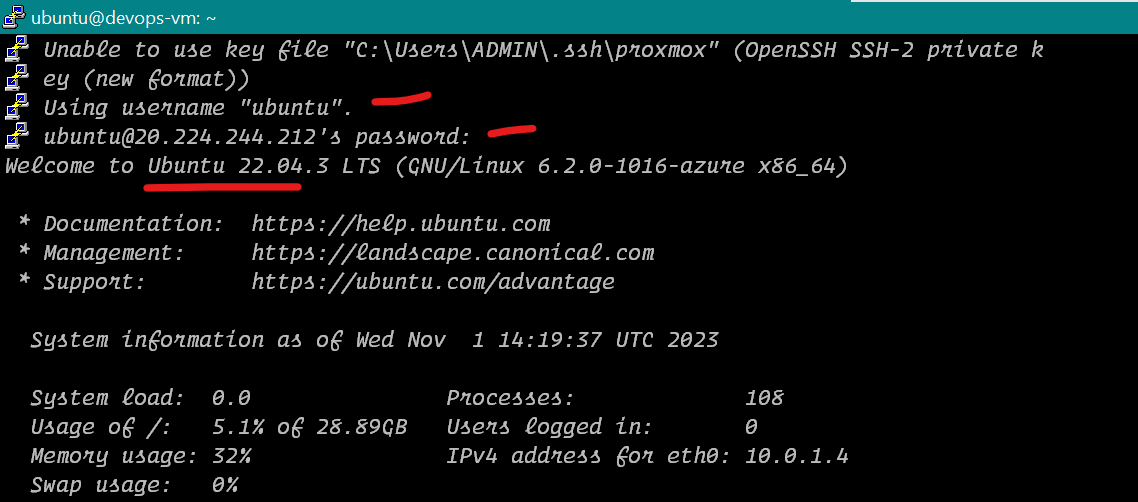 ubuntu@devops-vm: ~
Unable to use key file "C:\Users\ADMIN\.ssh\proxmox" (OpenSSH SSH-2 private k
ey (new format))
Using username "ubuntu".
ubuntu@20.224.244.212's password:
Welcome to Ubuntu 22.04.3 LTS (GNU/Linux 6.2.0-1016-azure x86_64)
* Documentation:  https://help.ubuntu.com
* Management:     https://landscape.canonical.com
* Support:        https://ubuntu.com/advantage
System information as of Wed Nov  1 14:19:37 UTC 2023
System load:  0.0               Processes:             108
Usage of /:   5.1% of 28.89GB   Users logged in:       0
Memory usage: 32%               IPv4 address for eth0: 10.0.1.4
Swap usage:   0%